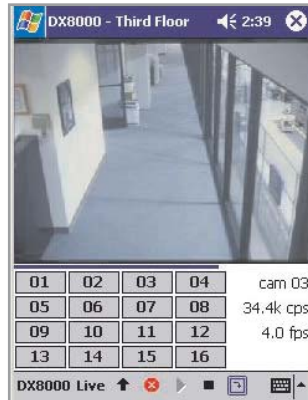 DX8000 - Third Floor 2:39
01 02 03 04 cam 03
05 06 07 08 34.4k cps
09 10 11 12 4.0 fps
13 14 15 16
DX8000 Live